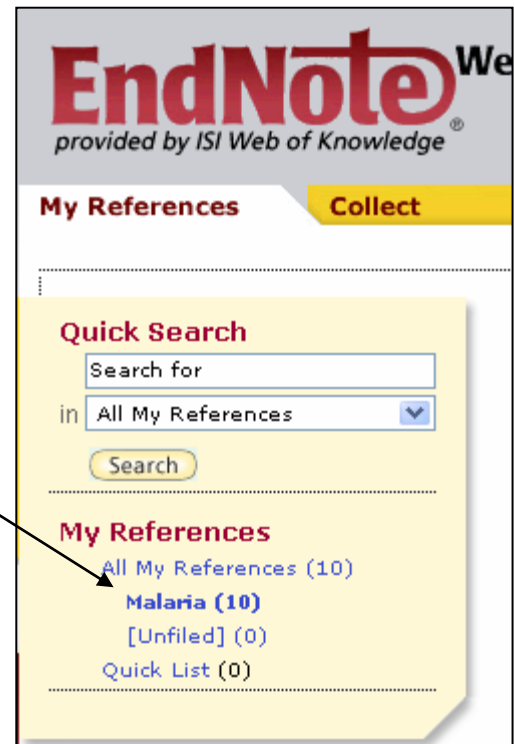 EndNote We
®
provided by ISI Web of Knowledge
My References Collect
Quick Search
Search for
in All My References
Search
My References
All My References (10)
Malaria (10)
[Unfiled] (0)
Quick List (0)